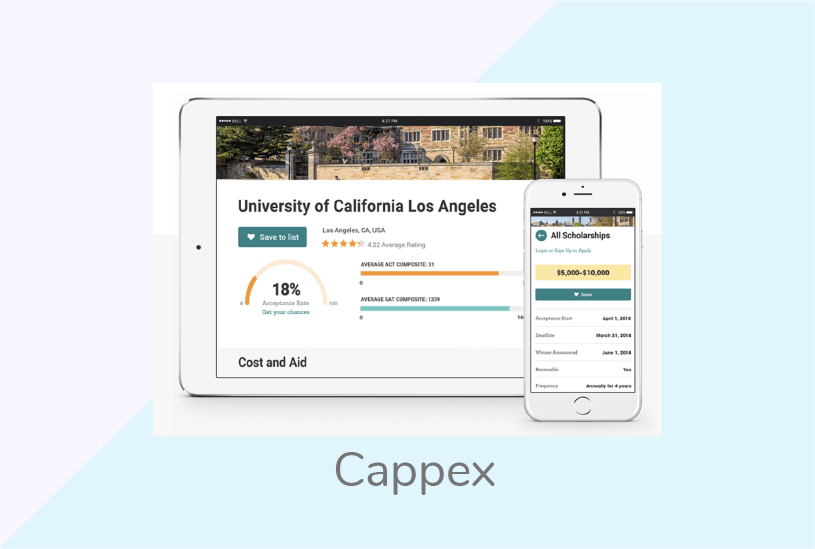 BELL
4:21 PM
100%
University of California Los Angeles
Save to list
Los Angeles, CA, USA
4.22 Average Rating
18%
Acceptance Rate
Get your chances
0
100
AVERAGE ACT COMPOSITE: 31
0
AVERAGE SAT COMPOSITE: 1339
0
Cost and Aid
BELL
4:21 PM
100%
All Scholarships
Login or Sign Up to Apply
$5,000-$10,000
Save
Acceptance Start April 1, 2018
Deadline March 31, 2018
Winner Announced June 1, 2018
Renewable Yes
Frequency Annually for 4 years
Cappex